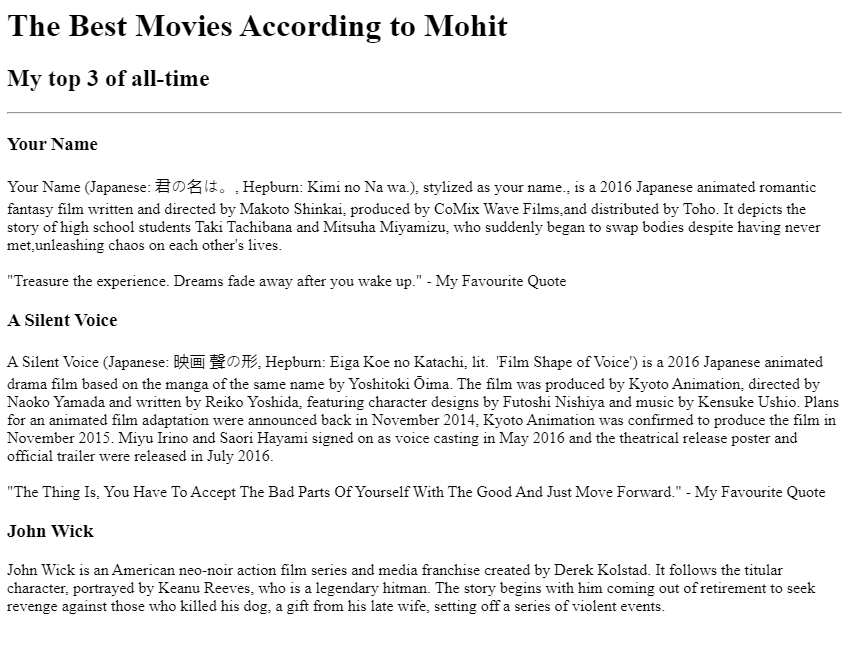 The Best Movies According to Mohit
My top 3 of all-time
Your Name
Your Name (Japanese: 君の名は。, Hepburn: Kimi no Na wa.), stylized as your name., is a 2016 Japanese animated romantic
fantasy film written and directed by Makoto Shinkai, produced by CoMix Wave Films,and distributed by Toho. It depicts the
story of high school students Taki Tachibana and Mitsuha Miyamizu, who suddenly began to swap bodies despite having never
met,unleashing chaos on each other's lives.
"Treasure the experience. Dreams fade away after you wake up." - My Favourite Quote
A Silent Voice
A Silent Voice (Japanese: 映画 聲の形, Hepburn: Eiga Koe no Katachi, lit.  'Film Shape of Voice') is a 2016 Japanese animated
drama film based on the manga of the same name by Yoshitoki Ōima. The film was produced by Kyoto Animation, directed by
Naoko Yamada and written by Reiko Yoshida, featuring character designs by Futoshi Nishiya and music by Kensuke Ushio. Plans
for an animated film adaptation were announced back in November 2014, Kyoto Animation was confirmed to produce the film in
November 2015. Miyu Irino and Saori Hayami signed on as voice casting in May 2016 and the theatrical release poster and
official trailer were released in July 2016.
"The Thing Is, You Have To Accept The Bad Parts Of Yourself With The Good And Just Move Forward." - My Favourite Quote
John Wick
John Wick is an American neo-noir action film series and media franchise created by Derek Kolstad. It follows the titular
character, portrayed by Keanu Reeves, who is a legendary hitman. The story begins with him coming out of retirement to seek
revenge against those who killed his dog, a gift from his late wife, setting off a series of violent events.